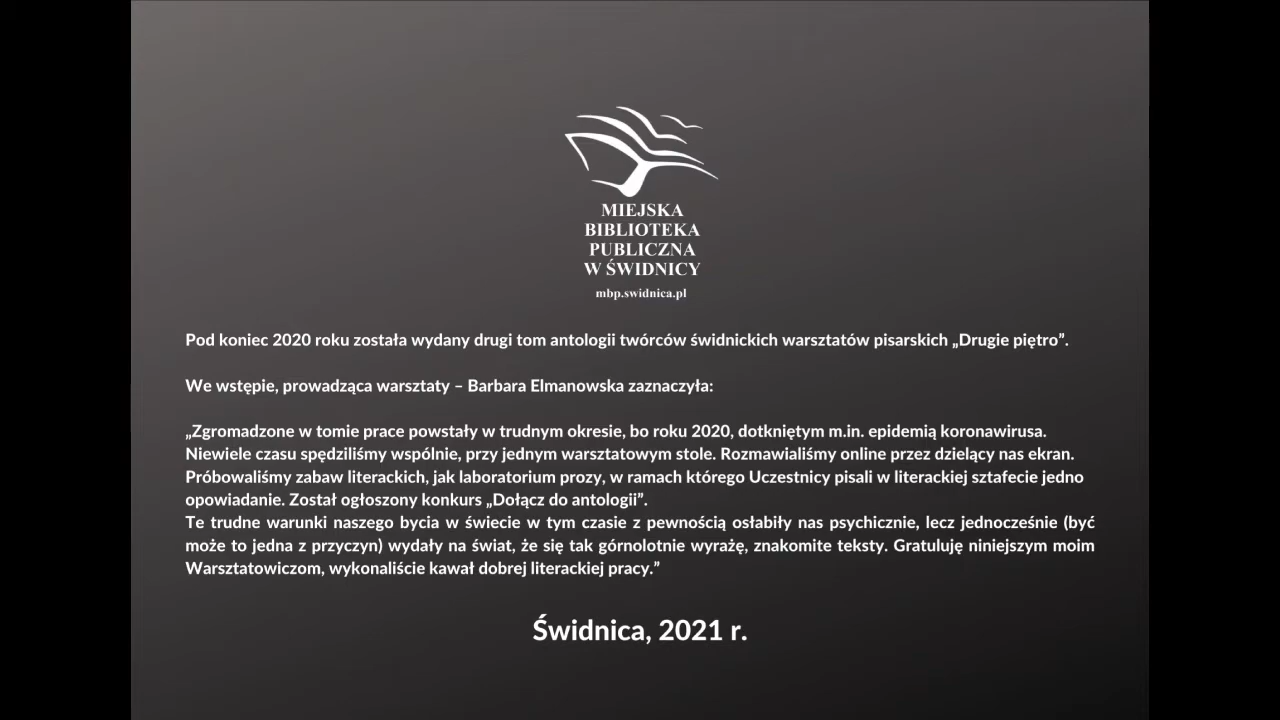 MIEJSKA
BIBLIOTEKA
PUBLICZNA
W ŚWIDNICY
mbp.swidnica.pl
Pod koniec 2020 roku została wydany drugi tom antologii twórców świdnickich warsztatów pisarskich „Drugie piętro”.
We wstępie, prowadząca warsztaty – Barbara Elmanowska zaznaczyła:
„Zgromadzone w tomie prace powstały w trudnym okresie, bo roku 2020, dotkniętym m.in. epidemią koronawirusa.
Niewiele czasu spędziliśmy wspólnie, przy jednym warsztatowym stole. Rozmawialiśmy online przez dzielący nas ekran.
Próbowaliśmy zabaw literackich, jak laboratorium prozy, w ramach którego Uczestnicy pisali w literackiej sztafecie jedno
opowiadanie. Został ogłoszony konkurs „Dołącz do antologii”.
Te trudne warunki naszego bycia w świecie w tym czasie z pewnością osłabiły nas psychicznie, lecz jednocześnie (być
może to jedna z przyczyn) wydały na świat, że się tak górnolotnie wyrażę, znakomite teksty. Gratuluję niniejszym moim
Warsztatowiczom, wykonaliście kawał dobrej literackiej pracy.”
Świdnica, 2021 r.